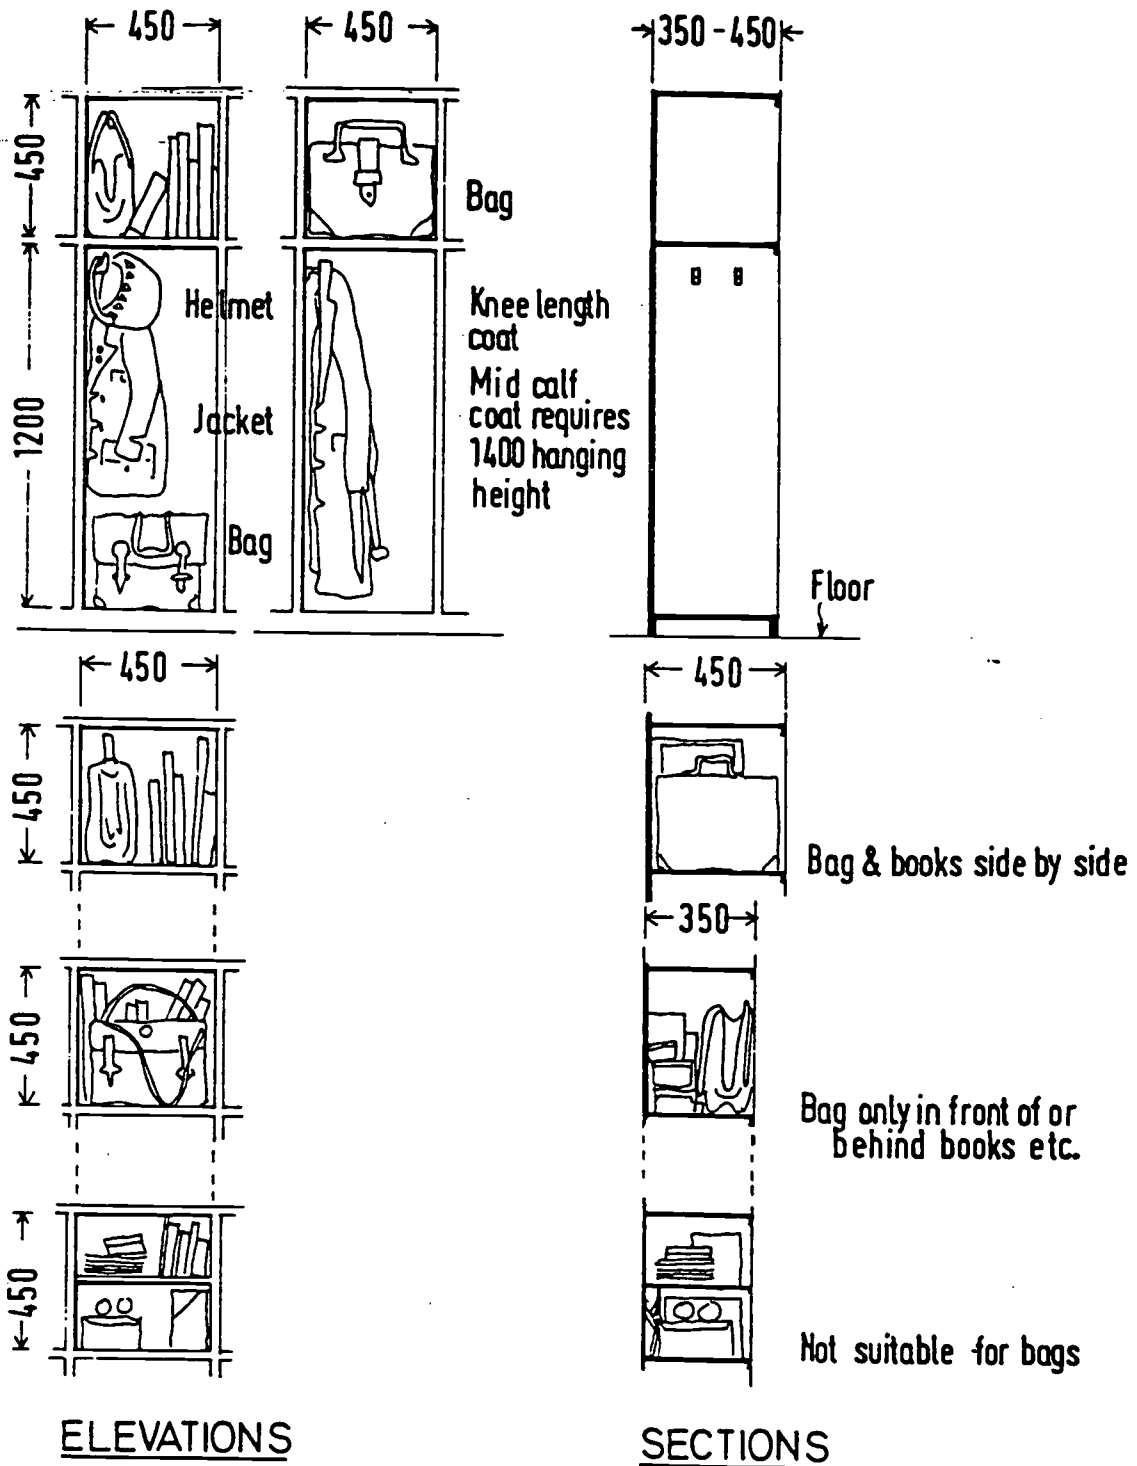 450
450
350-450
450
Bag
1200
Helmet
Jacket
Bag
Knee length
coat
Mid calf
coat requires
1400 hanging
height
Floor
450
450
450
Bag & books side by side
350
450
Bag only in front of or
behind books etc.
450
Not suitable for bags
ELEVATIONS
SECTIONS